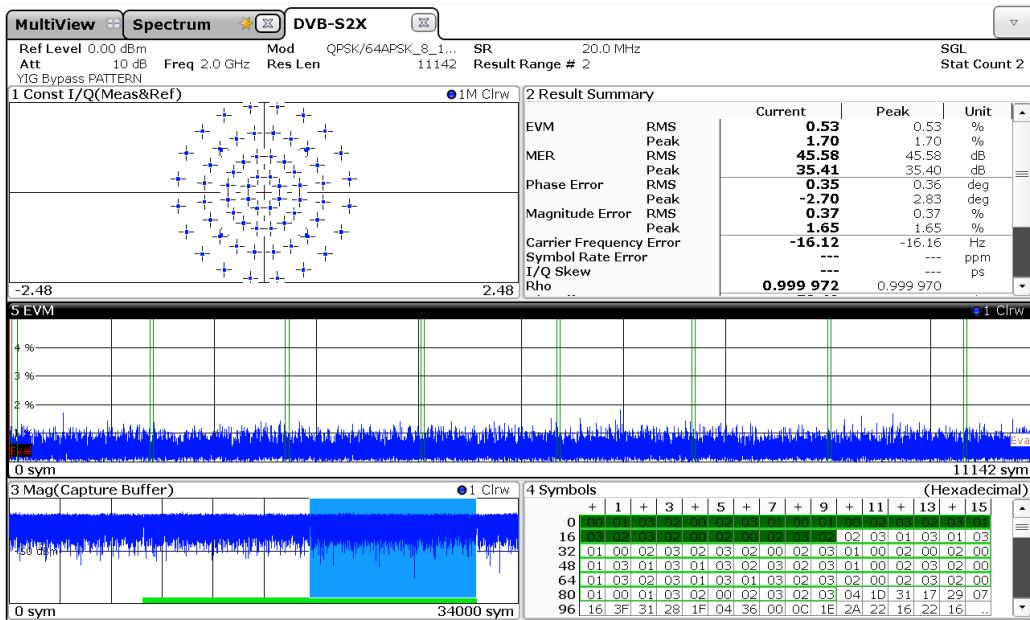 MultiView Spectrum DVB-S2X
Ref Level 0.00 dBm Mod QPSK/64APSK_8_1... SR 20.0 MHz SGL
Att 10 dB Freq 2.0 GHz Res Len 11142 Result Range # 2 Stat Count 2
YIG Bypass PATTERN
1 Const I/Q(Meas&Ref) 1M Clrw
-2.48 2.48
2 Result Summary
Current Peak Unit
EVM RMS 0.53 0.53 %
Peak 1.70 1.70 %
MER RMS 45.58 45.58 dB
Peak 35.41 35.40 dB
Phase Error RMS 0.35 0.36 deg
Peak -2.70 2.83 deg
Magnitude Error RMS 0.37 0.37 %
Peak 1.65 1.65 %
Carrier Frequency Error -16.12 -16.16 Hz
Symbol Rate Error --- --- ppm
I/Q Skew --- --- ps
Rho 0.999 972 0.999 970
5 EVM 1 Clrw
4 %
3 %
2 %
1 %
Eval
0 sym 11142 sym
3 Mag(Capture Buffer) 1 Clrw
-50 dBm
0 sym 34000 sym
4 Symbols (Hexadecimal)
+ 1 + 3 + 5 + 7 + 9 + 11 + 13 + 15
0 00 01 03 02 00 02 03 01 00 01 00 02 03 02 03 01
16 03 02 03 00 02 00 02 00 03 02 02 03 01 03 01 03
32 01 00 02 03 02 03 02 03 02 03 01 00 02 00 02 00
48 01 03 01 03 01 03 02 03 02 03 01 03 02 03 02 00
64 01 03 02 03 01 03 01 03 02 03 01 00 02 03 02 00
80 01 00 01 03 02 03 01 03 02 03 04 1D 31 17 29 07
96 16 3F 31 28 1F 04 36 00 0C 1E 2A 22 16 22 16 ..